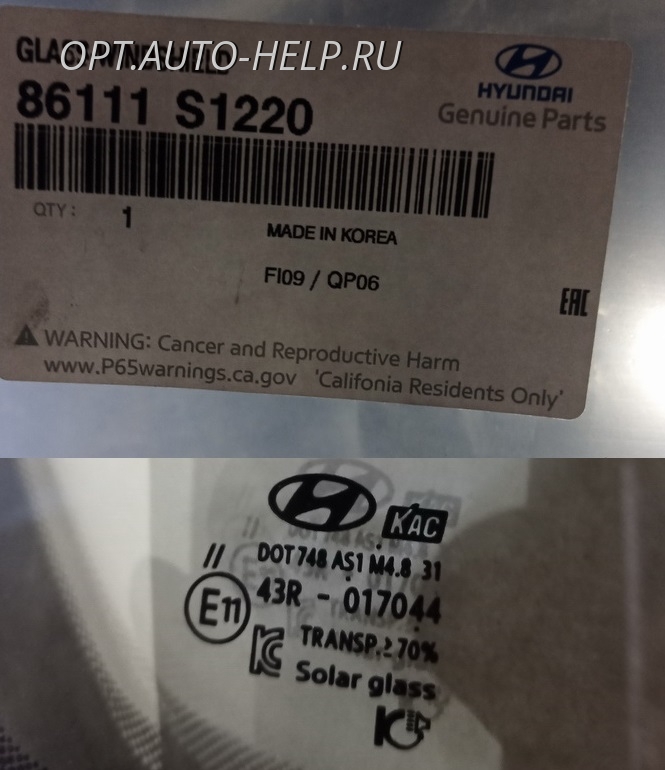 GLASS-WINDSHIELD
OPT.AUTO-HELP.RU
86111 S1220
HYUNDAI
Genuine Parts
QTY: 1
MADE IN KOREA
FI09 / QP06
EAC
WARNING: Cancer and Reproductive Harm
www.P65warnings.ca.gov 'Califonia Residents Only'
KAC
// DOT 748 AS1 M4.8 31
E11 43R - 017044
TRANSP. ≥ 70%
Solar glass